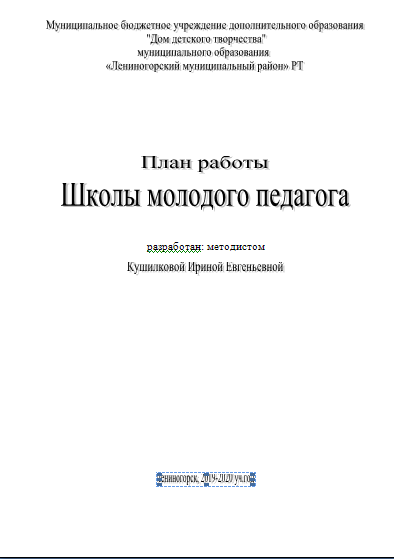 Муниципальное бюджетное учреждение дополнительного образования
"Дом детского творчества"
муниципального образования
«Лениногорский муниципальный район» РТ
План работы
Школы молодого педагога
разработан: методистом
Кушилковой Ириной Евгеньевной
Лениногорск, 2019-2020 уч.год